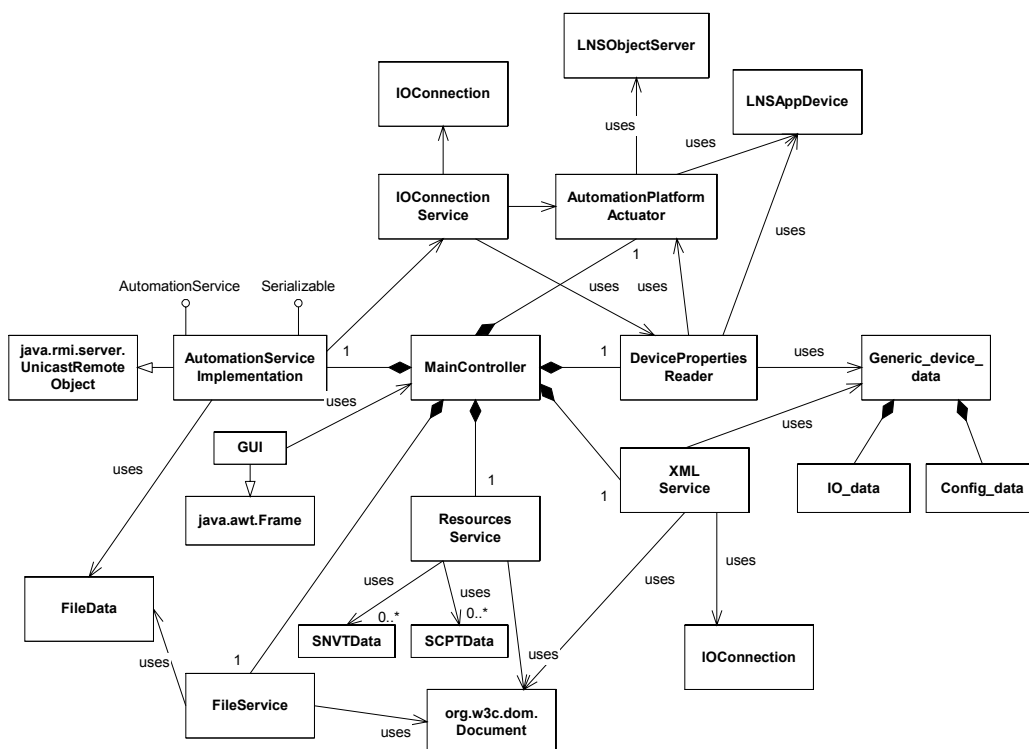 LNSObjectServer
IOConnection
LNSAppDevice
uses
uses
IOConnection
Service
AutomationPlatform
Actuator
uses
1
AutomationService
Serializable
uses
uses
java.rmi.server.
UnicastRemote
Object
AutomationService
Implementation
1
MainController
1
DeviceProperties
Reader
uses
Generic_device_
data
uses
uses
GUI
uses
XML
Service
IO_data
Config_data
1
1
java.awt.Frame
Resources
Service
uses
uses
uses
uses
uses
FileData
0..*
0..*
SNVTData
SCPTData
IOConnection
uses
1
uses
FileService
org.w3c.dom.
Document
uses